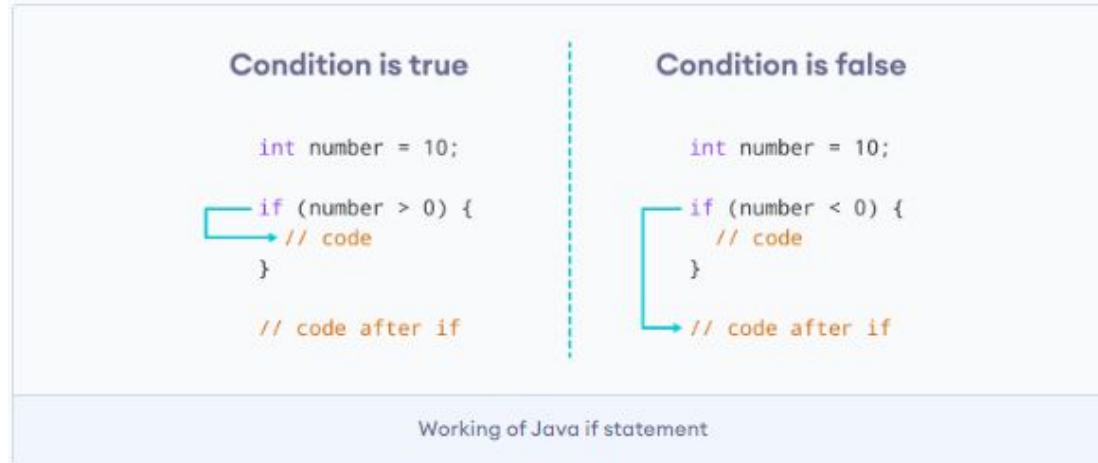 Condition is true
int number = 10;
if (number > 0) {
// code
}
// code after if
Condition is false
int number = 10;
if (number < 0) {
// code
}
// code after if
Working of Java if statement